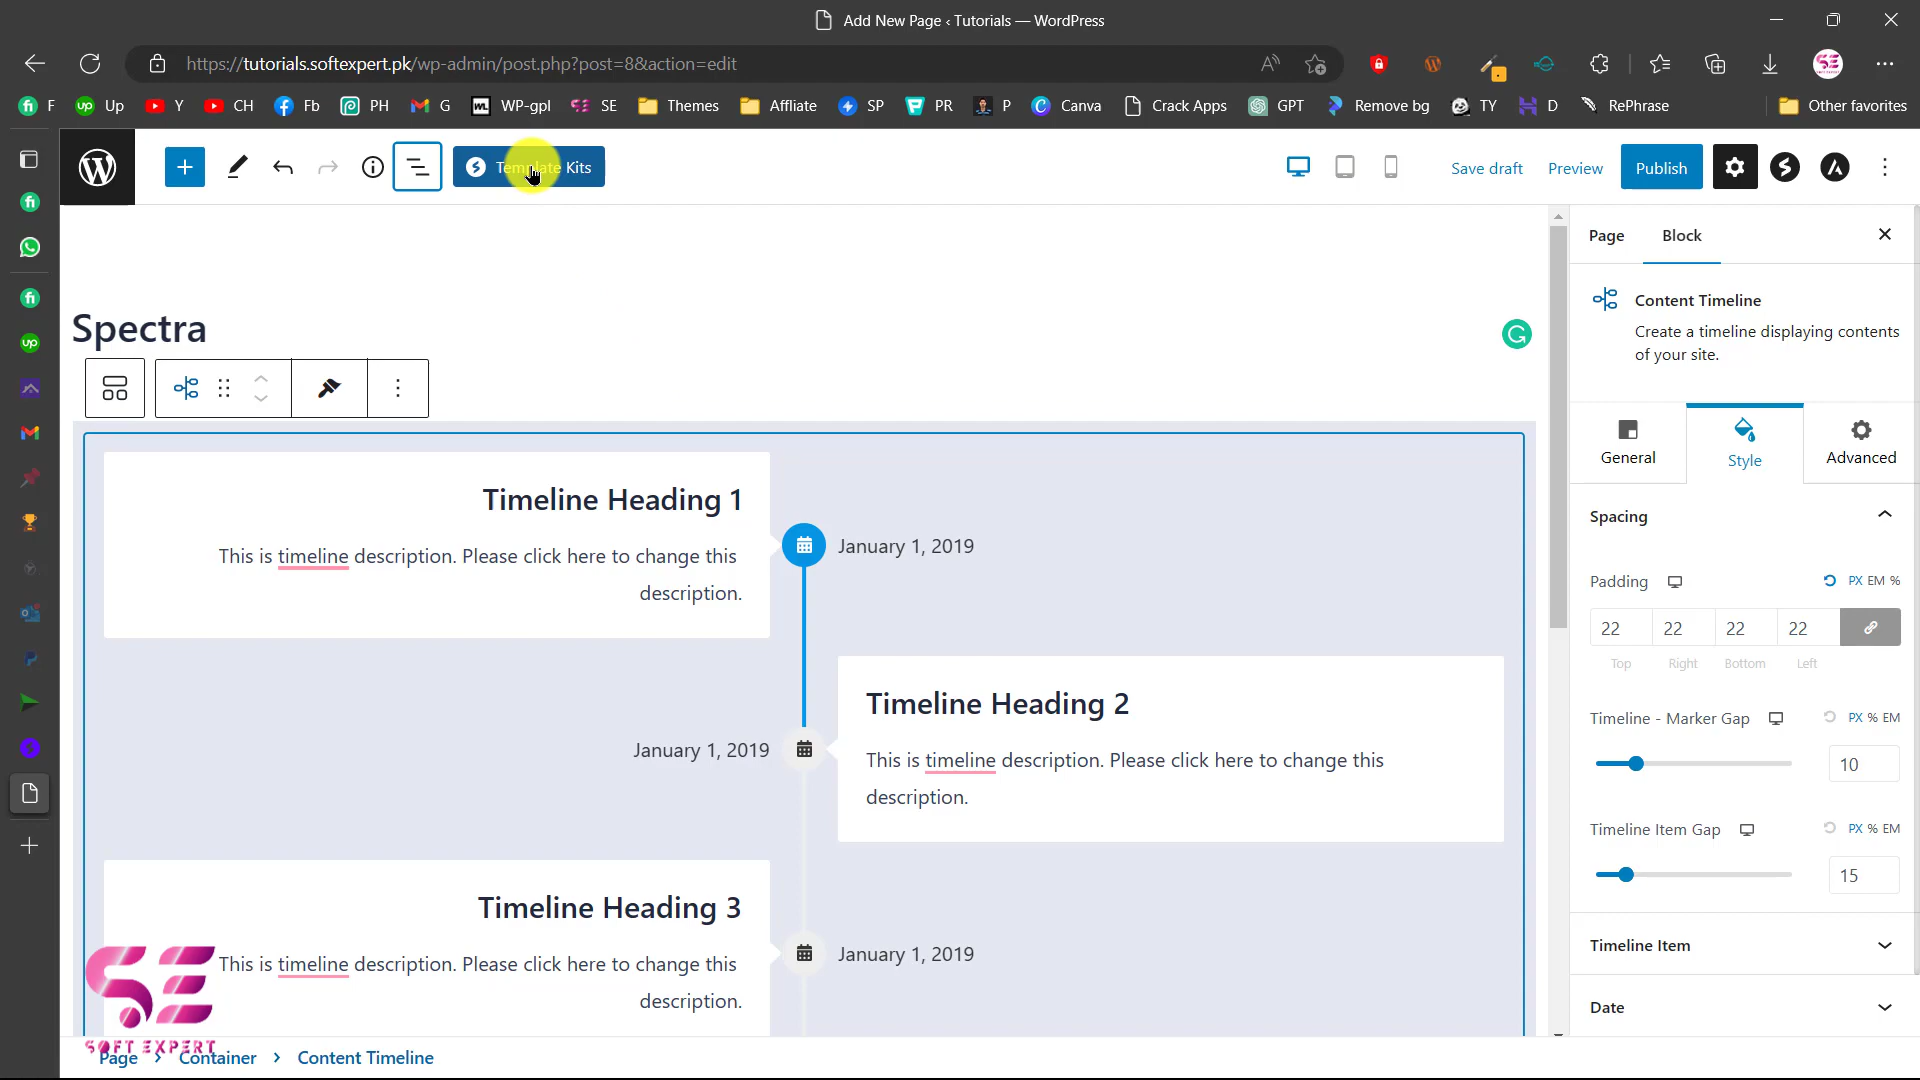 Add New Page ‹ Tutorials — WordPress
https://tutorials.softexpert.pk/wp-admin/post.php?post=8&action=edit
F Up Y CH Fb PH G WP-gpl SE Themes Affliate SP PR P Canva Crack Apps GPT Remove bg TY D RePhrase Other favorites
Template Kits Save draft Preview Publish
Page Block
Spectra
Content Timeline
Create a timeline displaying contents
of your site.
General Style Advanced
Timeline Heading 1
This is timeline description. Please click here to change this
description.
January 1, 2019
Spacing
Padding PX EM %
22 22 22 22
Top Right Bottom Left
January 1, 2019
Timeline Heading 2
This is timeline description. Please click here to change this
description.
Timeline - Marker Gap PX % EM
10
Timeline Item Gap PX % EM
15
Timeline Heading 3
This is timeline description. Please click here to change this
description.
January 1, 2019
Timeline Item
Date
SE
SOFT EXPERT
Page › Container › Content Timeline